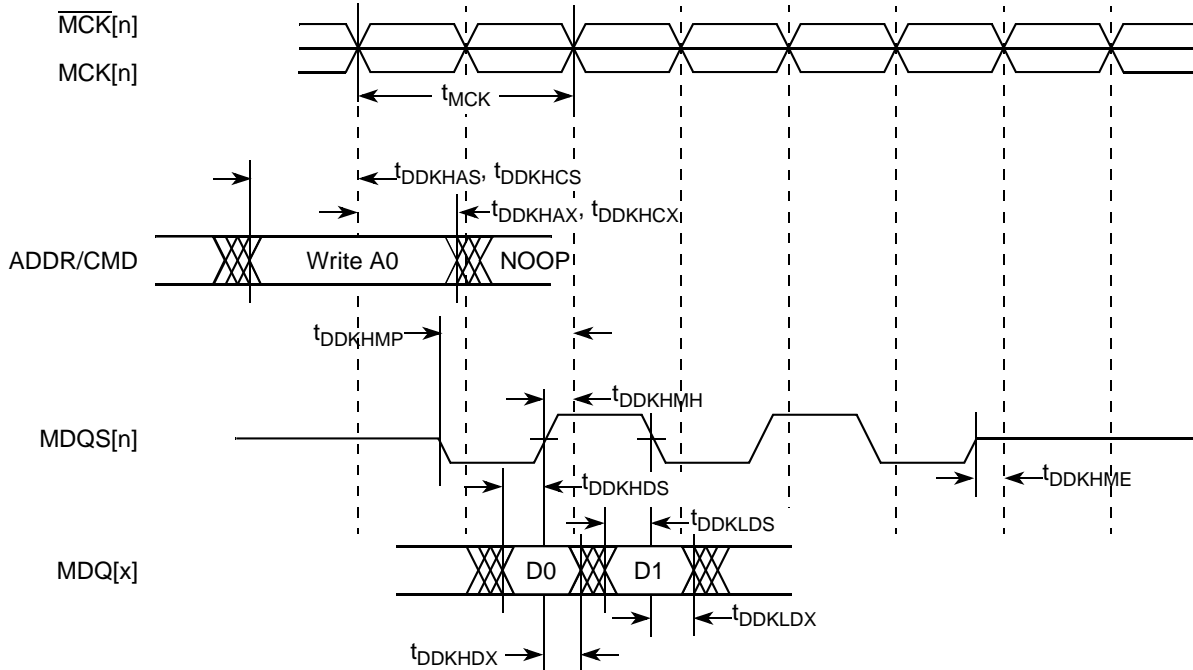 MCK[n]
MCK[n]
tMCK
tDDKHAS, tDDKHCS
tDDKHAX, tDDKHCX
ADDR/CMD
Write A0
NOOP
tDDKHMP
tDDKHMH
MDQS[n]
tDDKHME
tDDKHDS
tDDKLDS
MDQ[x]
D0
D1
tDDKLDX
tDDKHDX